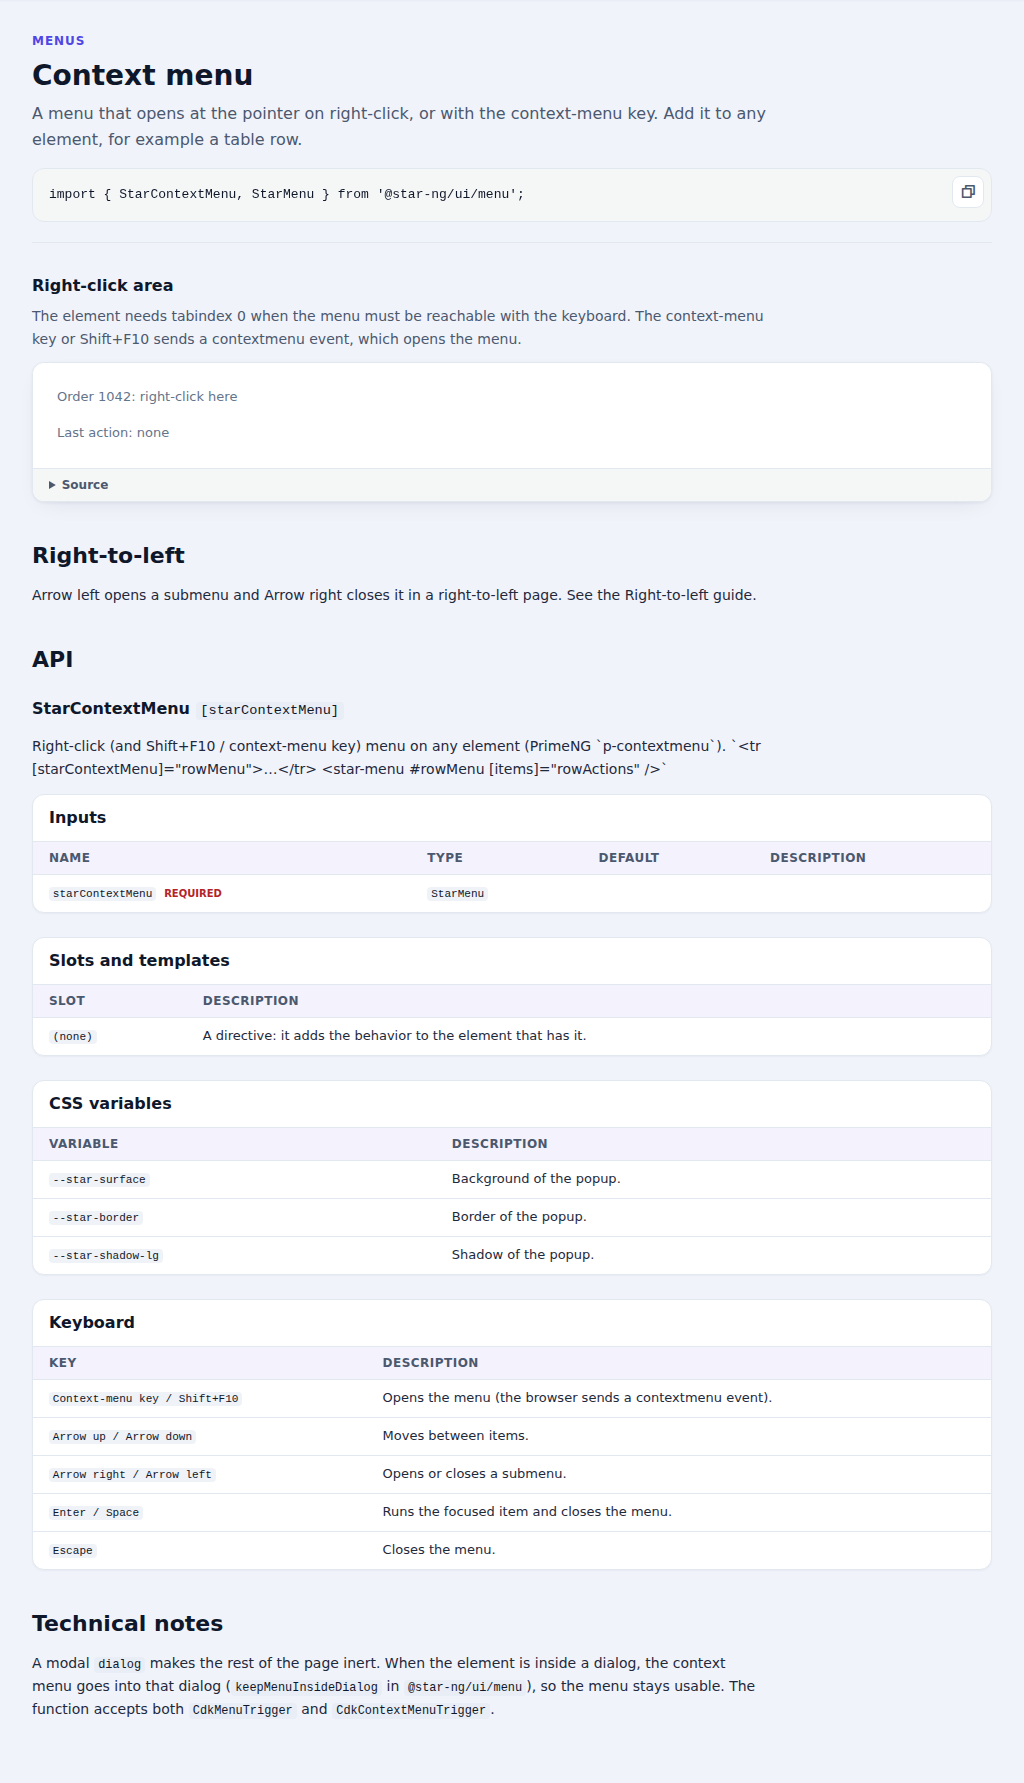 MENUS
Context menu
A menu that opens at the pointer on right-click, or with the context-menu key. Add it to any
element, for example a table row.
import { StarContextMenu, StarMenu } from '@star-ng/ui/menu';
Right-click area
The element needs tabindex 0 when the menu must be reachable with the keyboard. The context-menu
key or Shift+F10 sends a contextmenu event, which opens the menu.
Order 1042: right-click here
Last action: none
Source
Right-to-left
Arrow left opens a submenu and Arrow right closes it in a right-to-left page. See the Right-to-left guide.
API
StarContextMenu [starContextMenu]
Right-click (and Shift+F10 / context-menu key) menu on any element (PrimeNG `p-contextmenu`). `<tr
[starContextMenu]="rowMenu">…</tr> <star-menu #rowMenu [items]="rowActions" />`
Inputs
NAME TYPE DEFAULT DESCRIPTION
starContextMenu REQUIRED StarMenu
Slots and templates
SLOT DESCRIPTION
(none) A directive: it adds the behavior to the element that has it.
CSS variables
VARIABLE DESCRIPTION
--star-surface Background of the popup.
--star-border Border of the popup.
--star-shadow-lg Shadow of the popup.
Keyboard
KEY DESCRIPTION
Context-menu key / Shift+F10 Opens the menu (the browser sends a contextmenu event).
Arrow up / Arrow down Moves between items.
Arrow right / Arrow left Opens or closes a submenu.
Enter / Space Runs the focused item and closes the menu.
Escape Closes the menu.
Technical notes
A modal dialog makes the rest of the page inert. When the element is inside a dialog, the context
menu goes into that dialog ( keepMenuInsideDialog in @star-ng/ui/menu ), so the menu stays usable. The
function accepts both CdkMenuTrigger and CdkContextMenuTrigger .